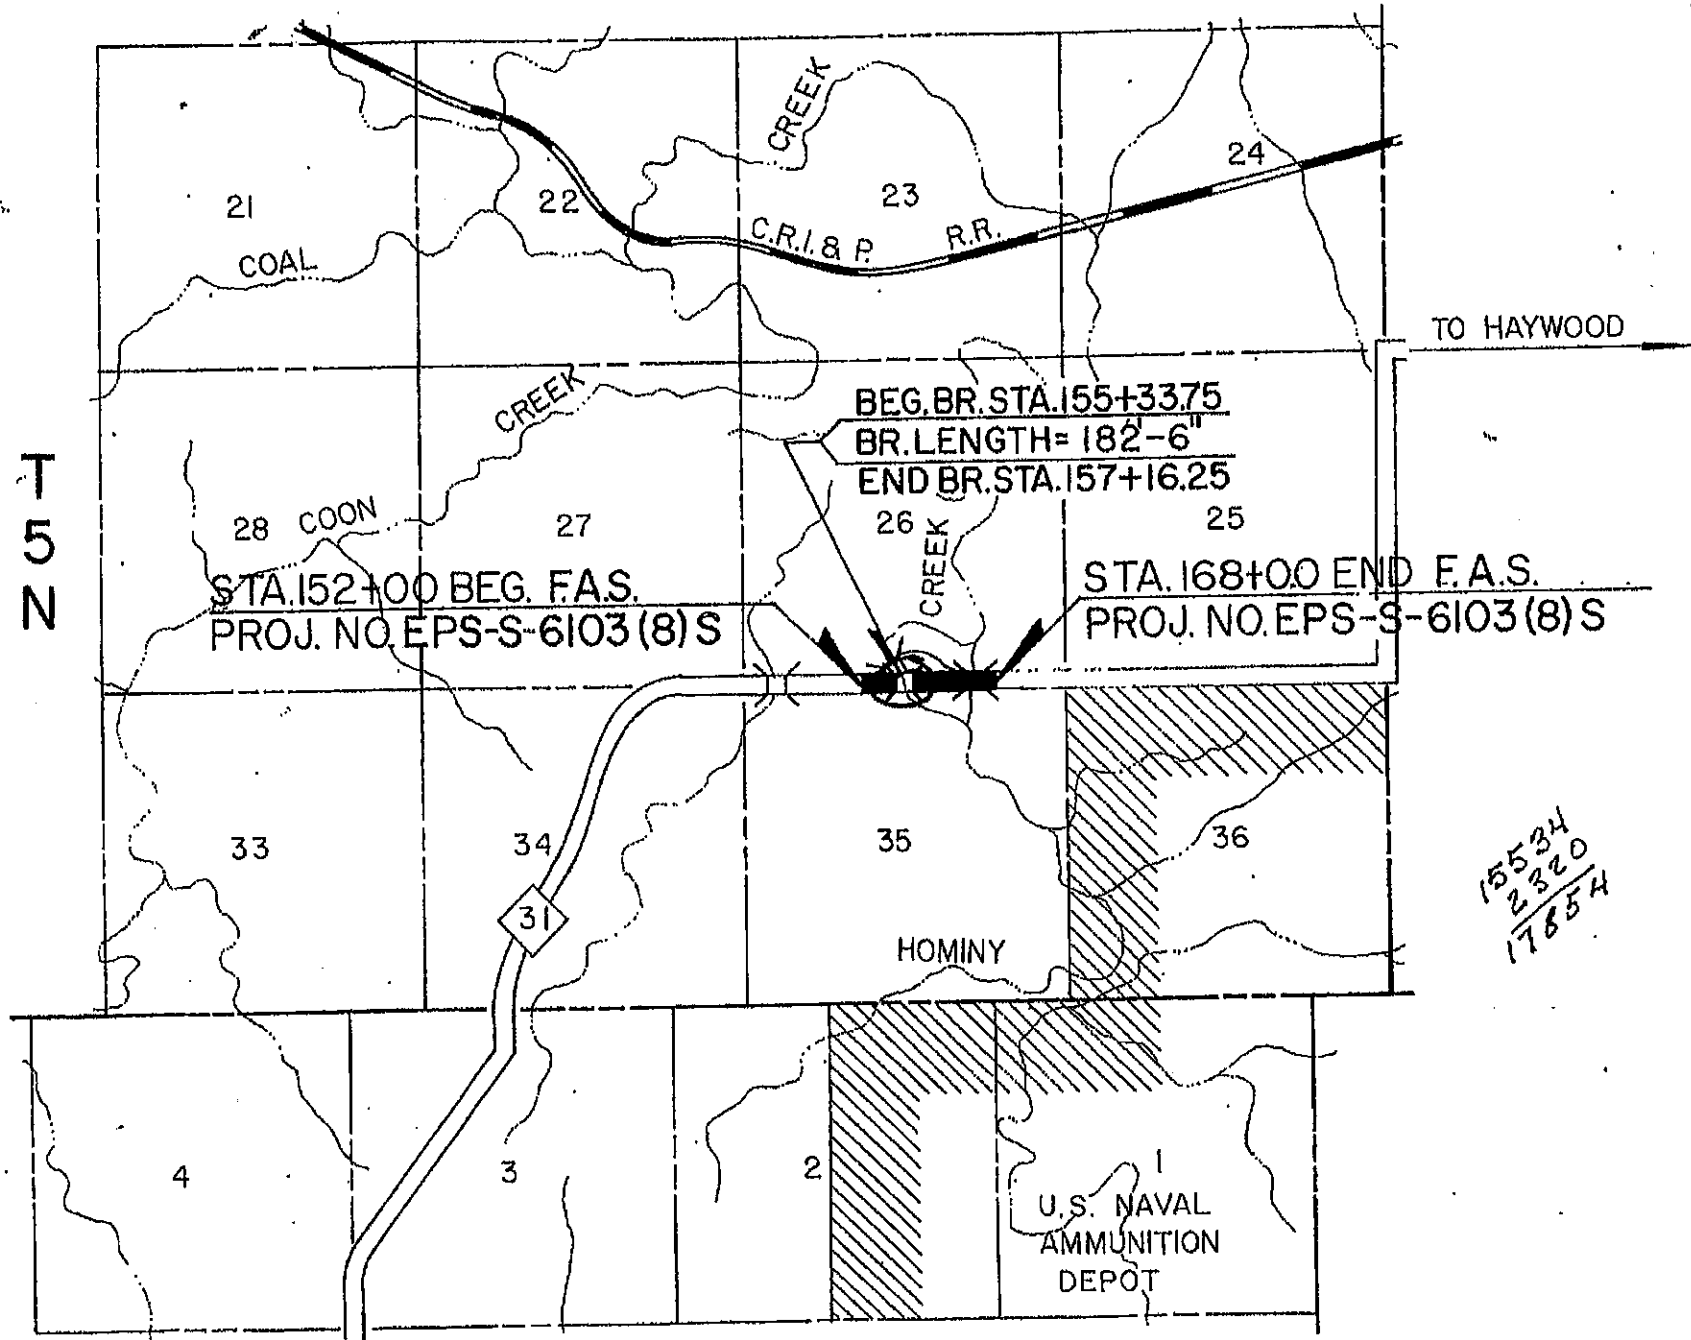 CREEK
24
21
22
23
C.R.I. & P. R.R.
COAL
TO HAYWOOD
CREEK
BEG. BR. STA. 155+33.75
BR. LENGTH = 182'-6"
END BR. STA. 157+16.25
T
5
N
28
COON
27
26
25
CREEK
STA. 152+00 BEG. F.A.S.
PROJ. NO. EPS-S-6103(8)S
STA. 168+00 END F.A.S.
PROJ. NO. EPS-S-6103(8)S
33
34
35
36
15534
2320
17854
31
HOMINY
4
3
2
1
U.S. NAVAL
AMMUNITION
DEPOT